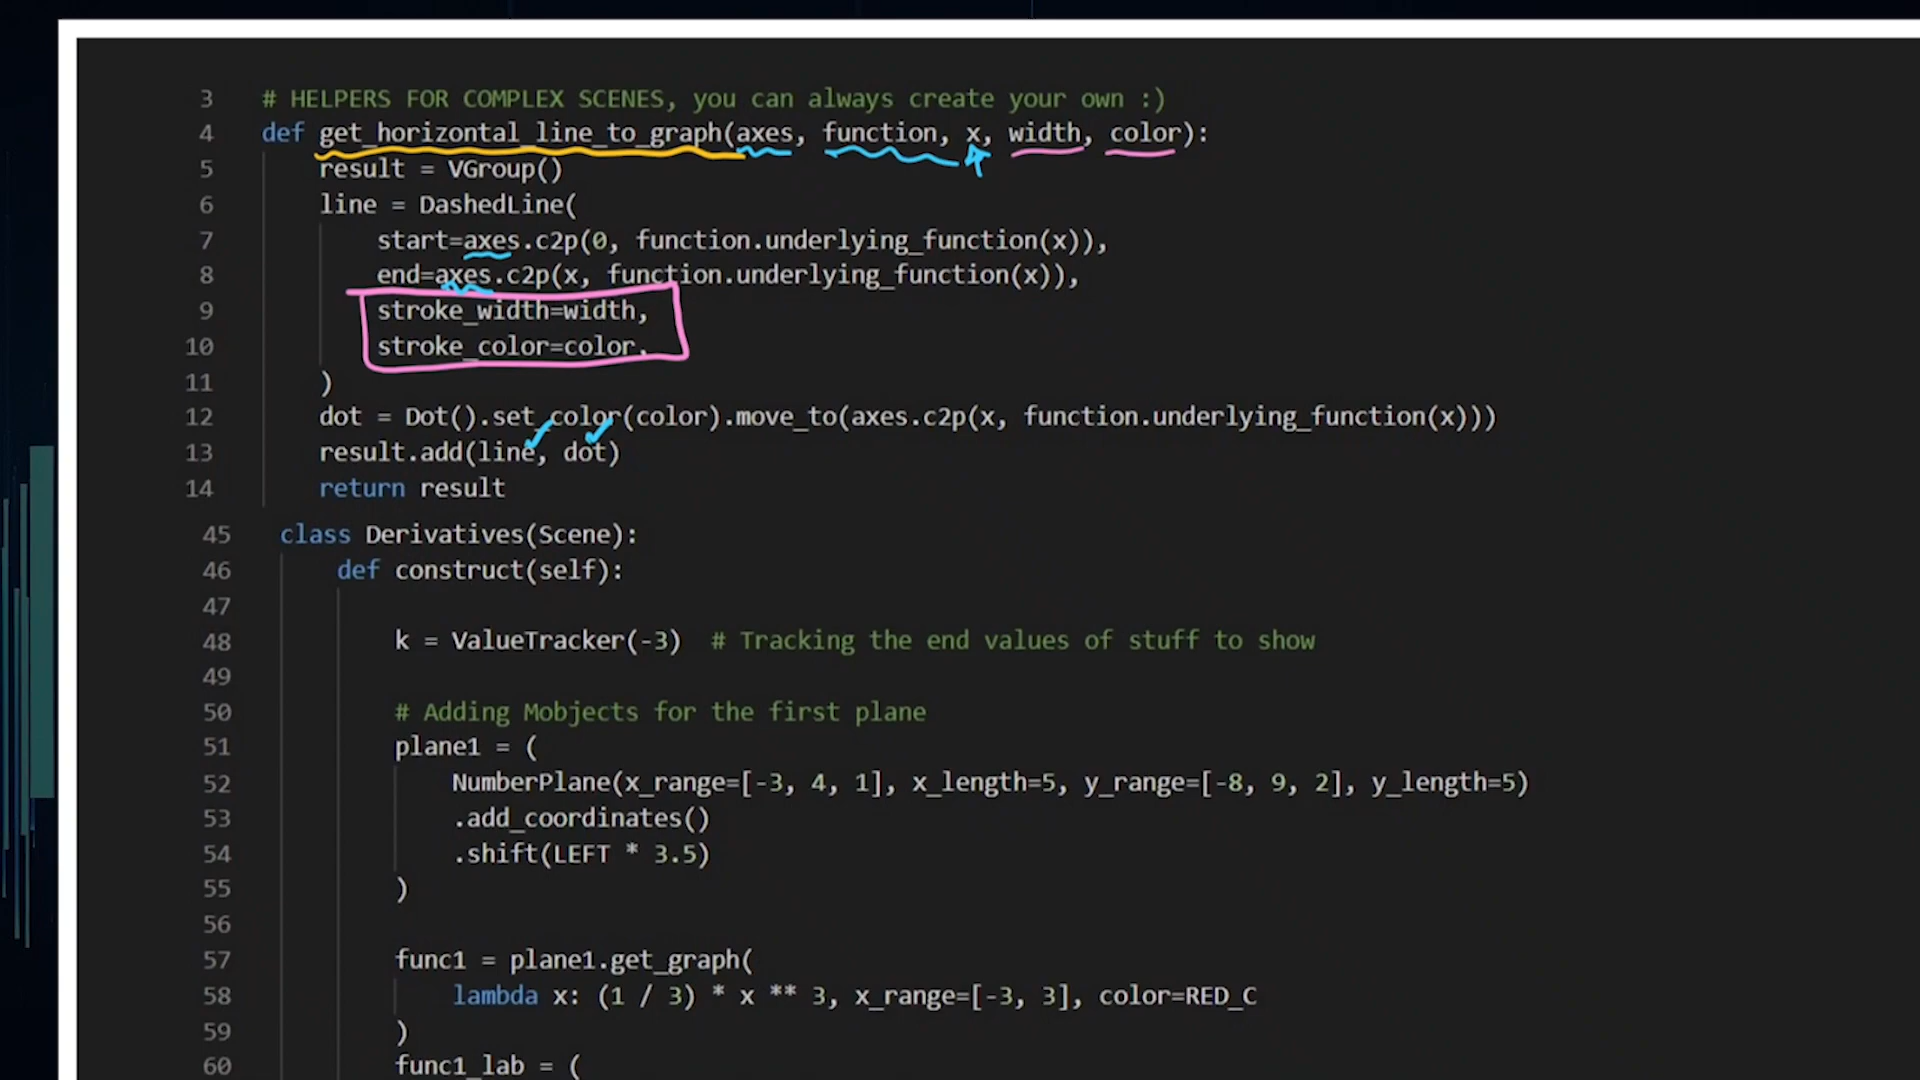 3 # HELPERS FOR COMPLEX SCENES, you can always create your own :)
4 def get_horizontal_line_to_graph(axes, function, x, width, color):
5 result = VGroup()
6 line = DashedLine(
7 start=axes.c2p(0, function.underlying_function(x)),
8 end=axes.c2p(x, function.underlying_function(x)),
9 stroke_width=width,
10 stroke_color=color,
11 )
12 dot = Dot().set_color(color).move_to(axes.c2p(x, function.underlying_function(x)))
13 result.add(line, dot)
14 return result
45 class Derivatives(Scene):
46 def construct(self):
47
48 k = ValueTracker(-3) # Tracking the end values of stuff to show
49
50 # Adding Mobjects for the first plane
51 plane1 = (
52 NumberPlane(x_range=[-3, 4, 1], x_length=5, y_range=[-8, 9, 2], y_length=5)
53 .add_coordinates()
54 .shift(LEFT * 3.5)
55 )
56
57 func1 = plane1.get_graph(
58 lambda x: (1 / 3) * x ** 3, x_range=[-3, 3], color=RED_C
59 )
60 func1_lab = (